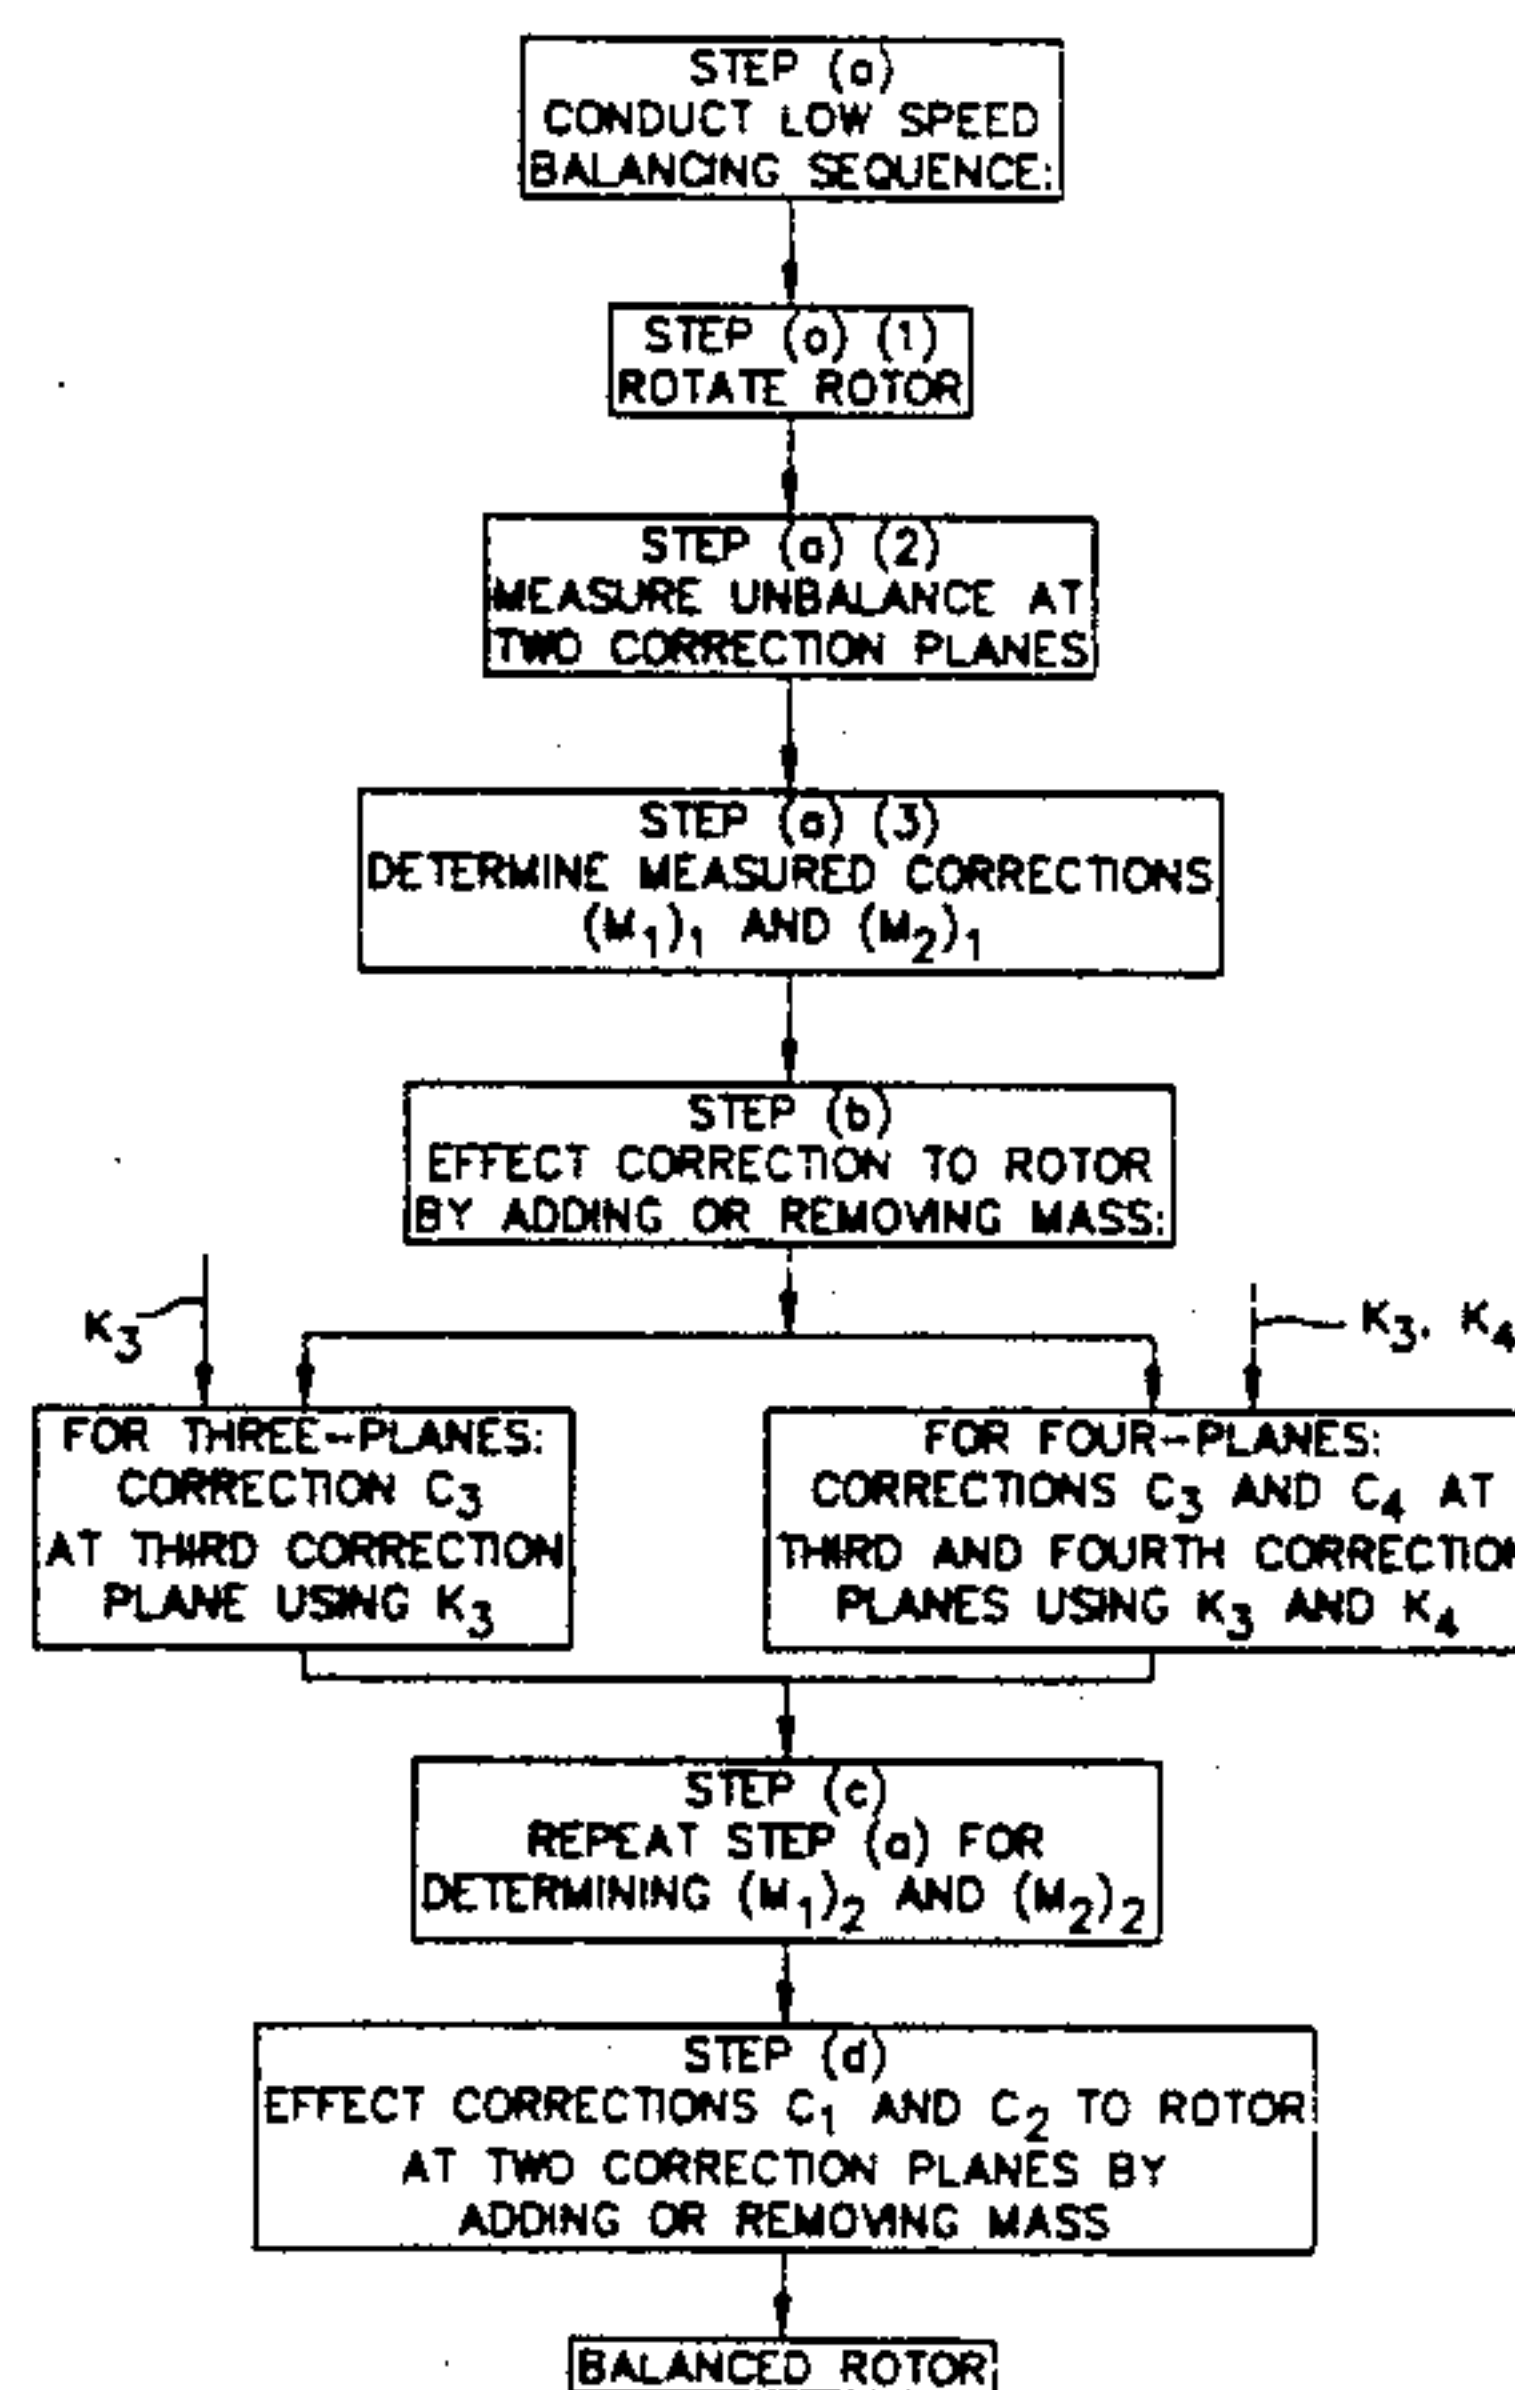 STEP (a)
CONDUCT LOW SPEED
BALANCING SEQUENCE:
STEP (a) (1)
ROTATE ROTOR
STEP (a) (2)
MEASURE UNBALANCE AT
TWO CORRECTION PLANES
STEP (a) (3)
DETERMINE MEASURED CORRECTIONS
(M₁)₁ AND (M₂)₁
STEP (b)
EFFECT CORRECTION TO ROTOR
BY ADDING OR REMOVING MASS:
K₃
K₃, K₄
FOR THREE-PLANES:
CORRECTION C₃
AT THIRD CORRECTION
PLANE USING K₃
FOR FOUR-PLANES:
CORRECTIONS C₃ AND C₄ AT
THIRD AND FOURTH CORRECTION
PLANES USING K₃ AND K₄
STEP (c)
REPEAT STEP (a) FOR
DETERMINING (M₁)₂ AND (M₂)₂
STEP (d)
EFFECT CORRECTIONS C₁ AND C₂ TO ROTOR
AT TWO CORRECTION PLANES BY
ADDING OR REMOVING MASS
BALANCED ROTOR